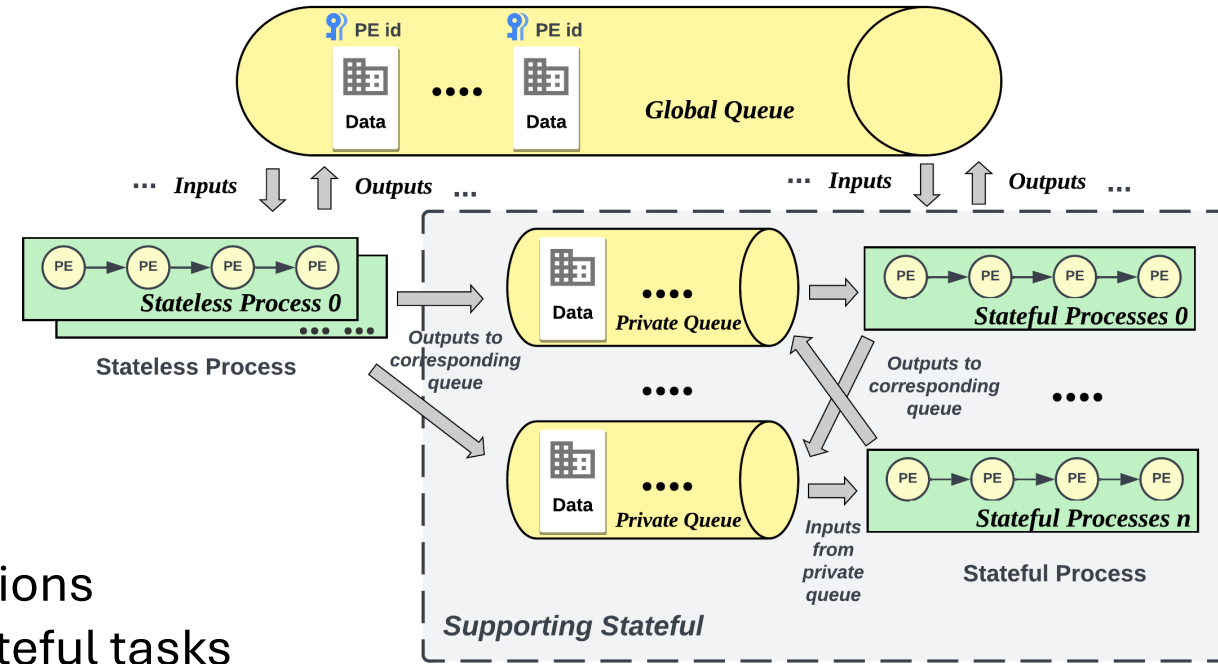 PE id
PE id
Data
Data
Global Queue
... Inputs
Outputs ...
... Inputs
Outputs ...
PE PE PE PE
Stateless Process 0
Stateless Process
Outputs to
corresponding
queue
Data
Private Queue
PE PE PE PE
Stateful Processes 0
Outputs to
corresponding
queue
Data
Private Queue
Inputs
from
private
queue
PE PE PE PE
Stateful Processes n
Stateful Process
Supporting Stateful
ions
teful tasks